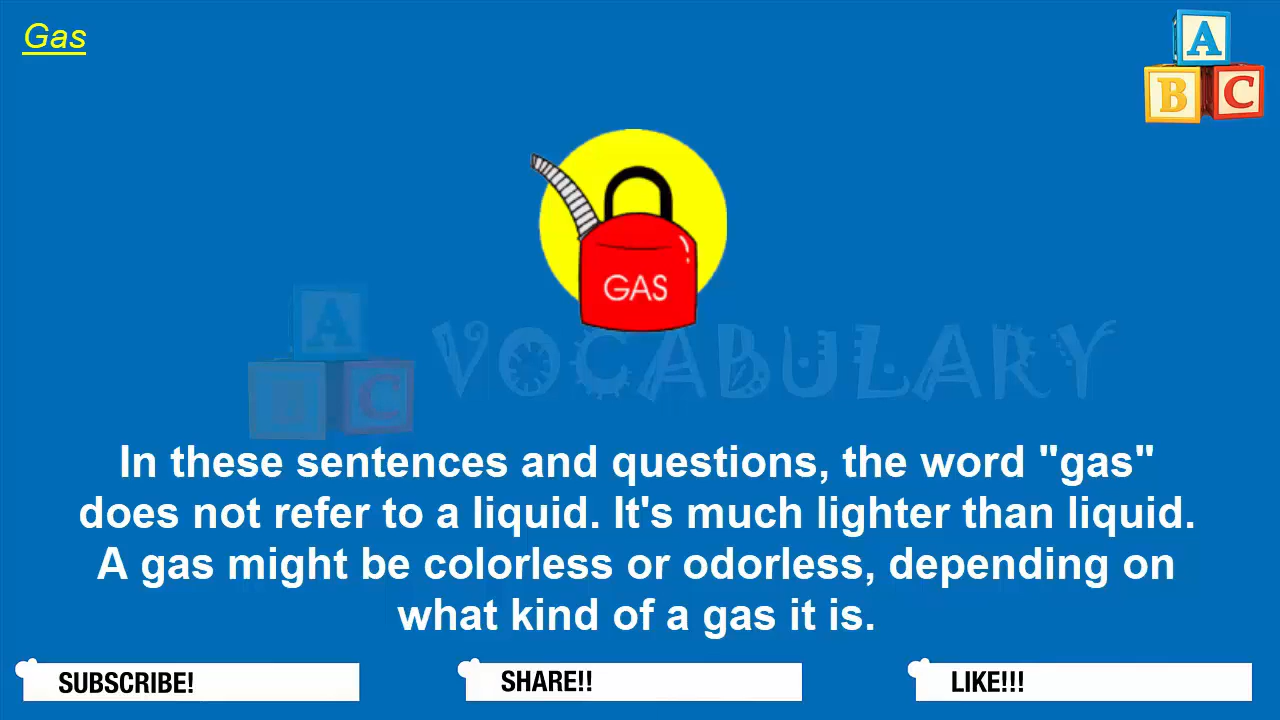 Gas
A
B C
GAS
A
B C
VOCABULARY
In these sentences and questions, the word "gas"
does not refer to a liquid. It's much lighter than liquid.
A gas might be colorless or odorless, depending on
what kind of a gas it is.
SUBSCRIBE!
SHARE!!
LIKE!!!